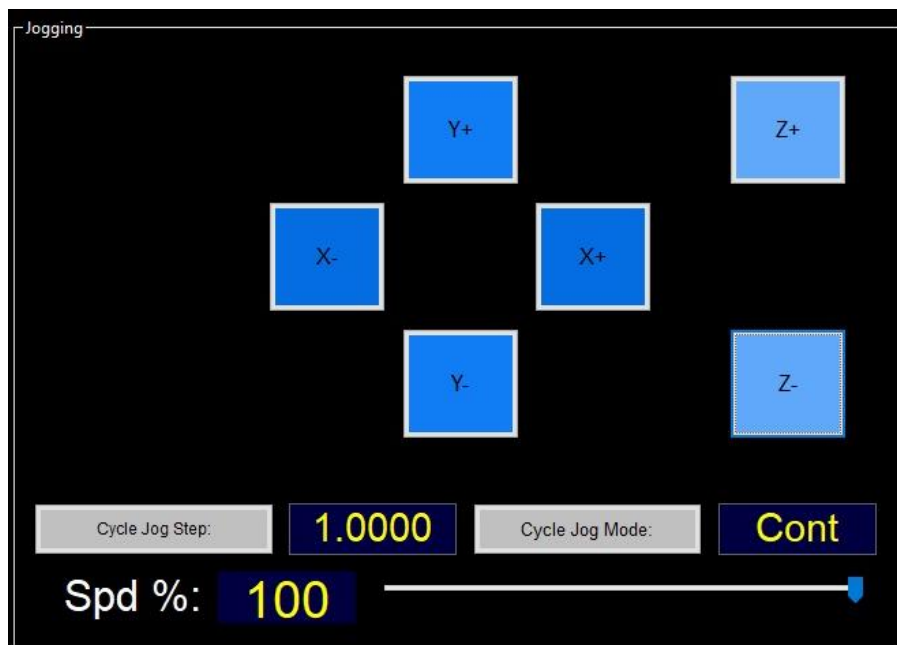 Jogging
Y+ Z+
X- X+
Y- Z-
Cycle Jog Step: 1.0000 Cycle Jog Mode: Cont
Spd %: 100